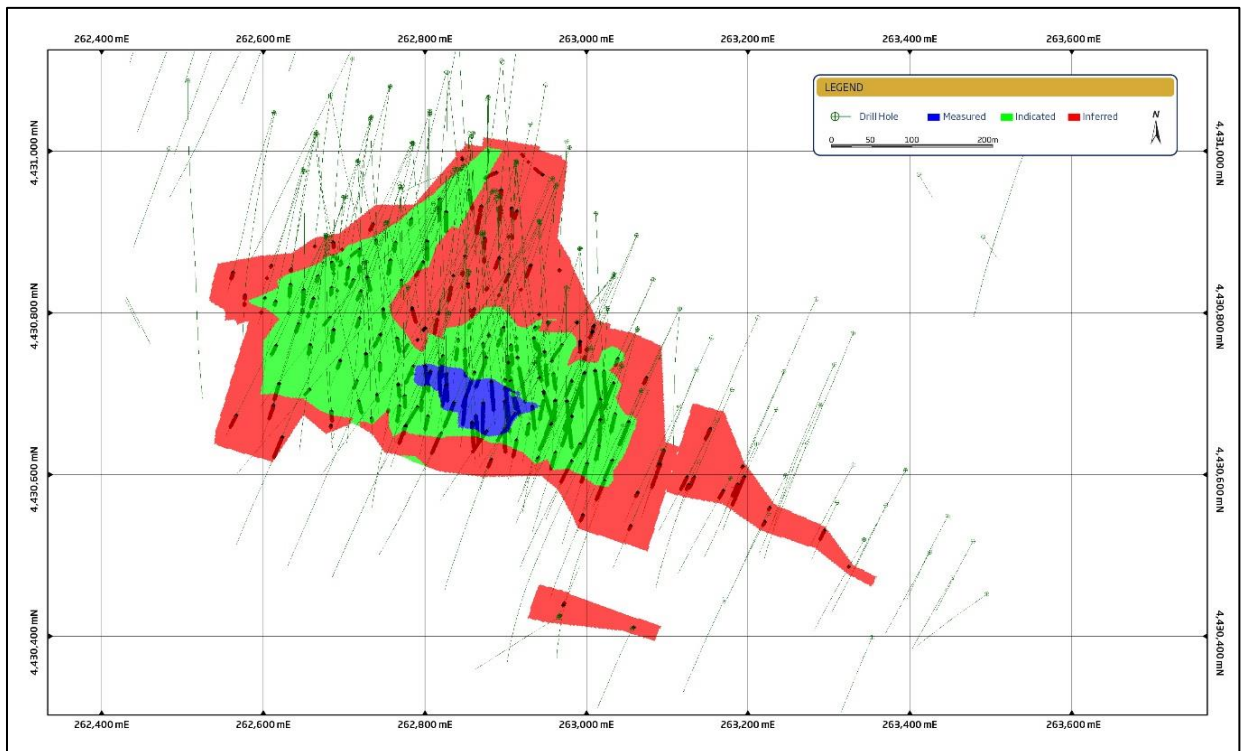 262,400 mE 262,600 mE 262,800 mE 263,000 mE 263,200 mE 263,400 mE 263,600 mE
LEGEND
Drill Hole Measured Indicated Inferred N
0 50 100 200m
4,431,000 mN 4,431,000 mN
4,430,800 mN 4,430,800 mN
4,430,600 mN 4,430,600 mN
4,430,400 mN 4,430,400 mN
262,400 mE 262,600 mE 262,800 mE 263,000 mE 263,200 mE 263,400 mE 263,600 mE